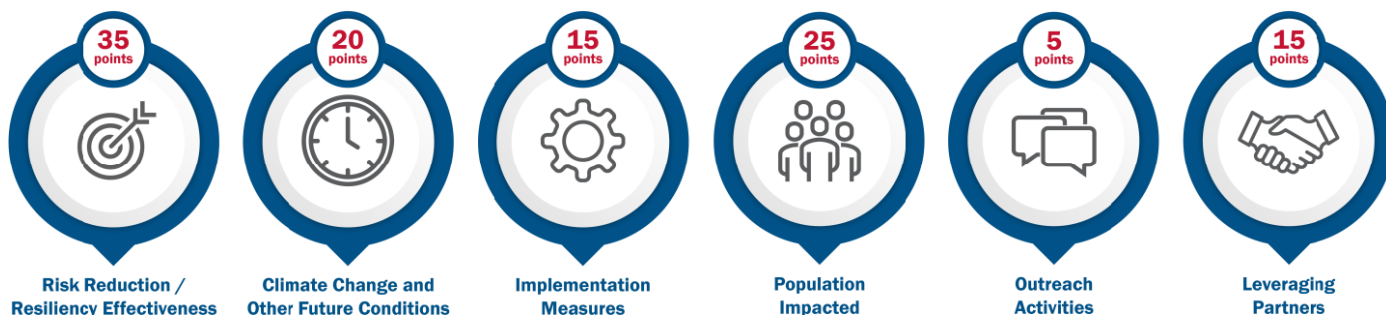 35
points
20
points
15
points
25
points
5
points
15
points
Risk Reduction /
Resiliency Effectiveness
Climate Change and
Other Future Conditions
Implementation
Measures
Population
Impacted
Outreach
Activities
Leveraging
Partners